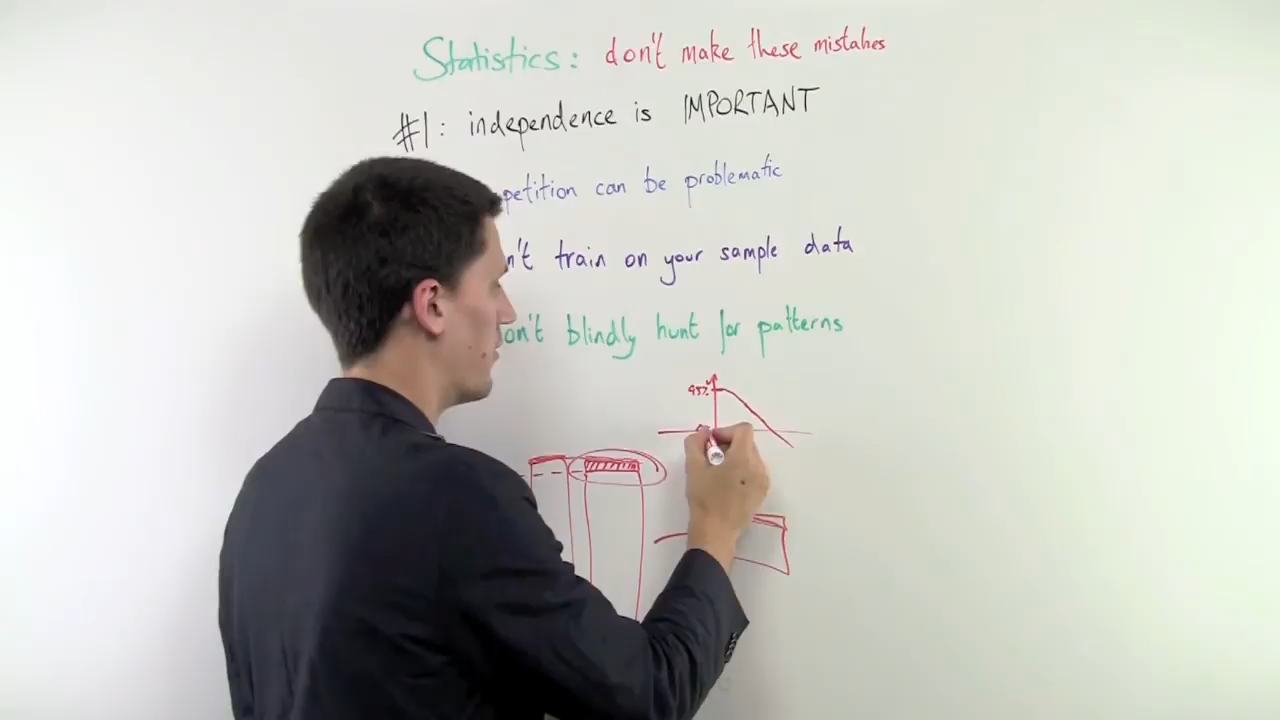 Statistics: don't make these mistakes
#1: independence is IMPORTANT
petition can be problematic
n't train on your sample data
on't blindly hunt for patterns
95%